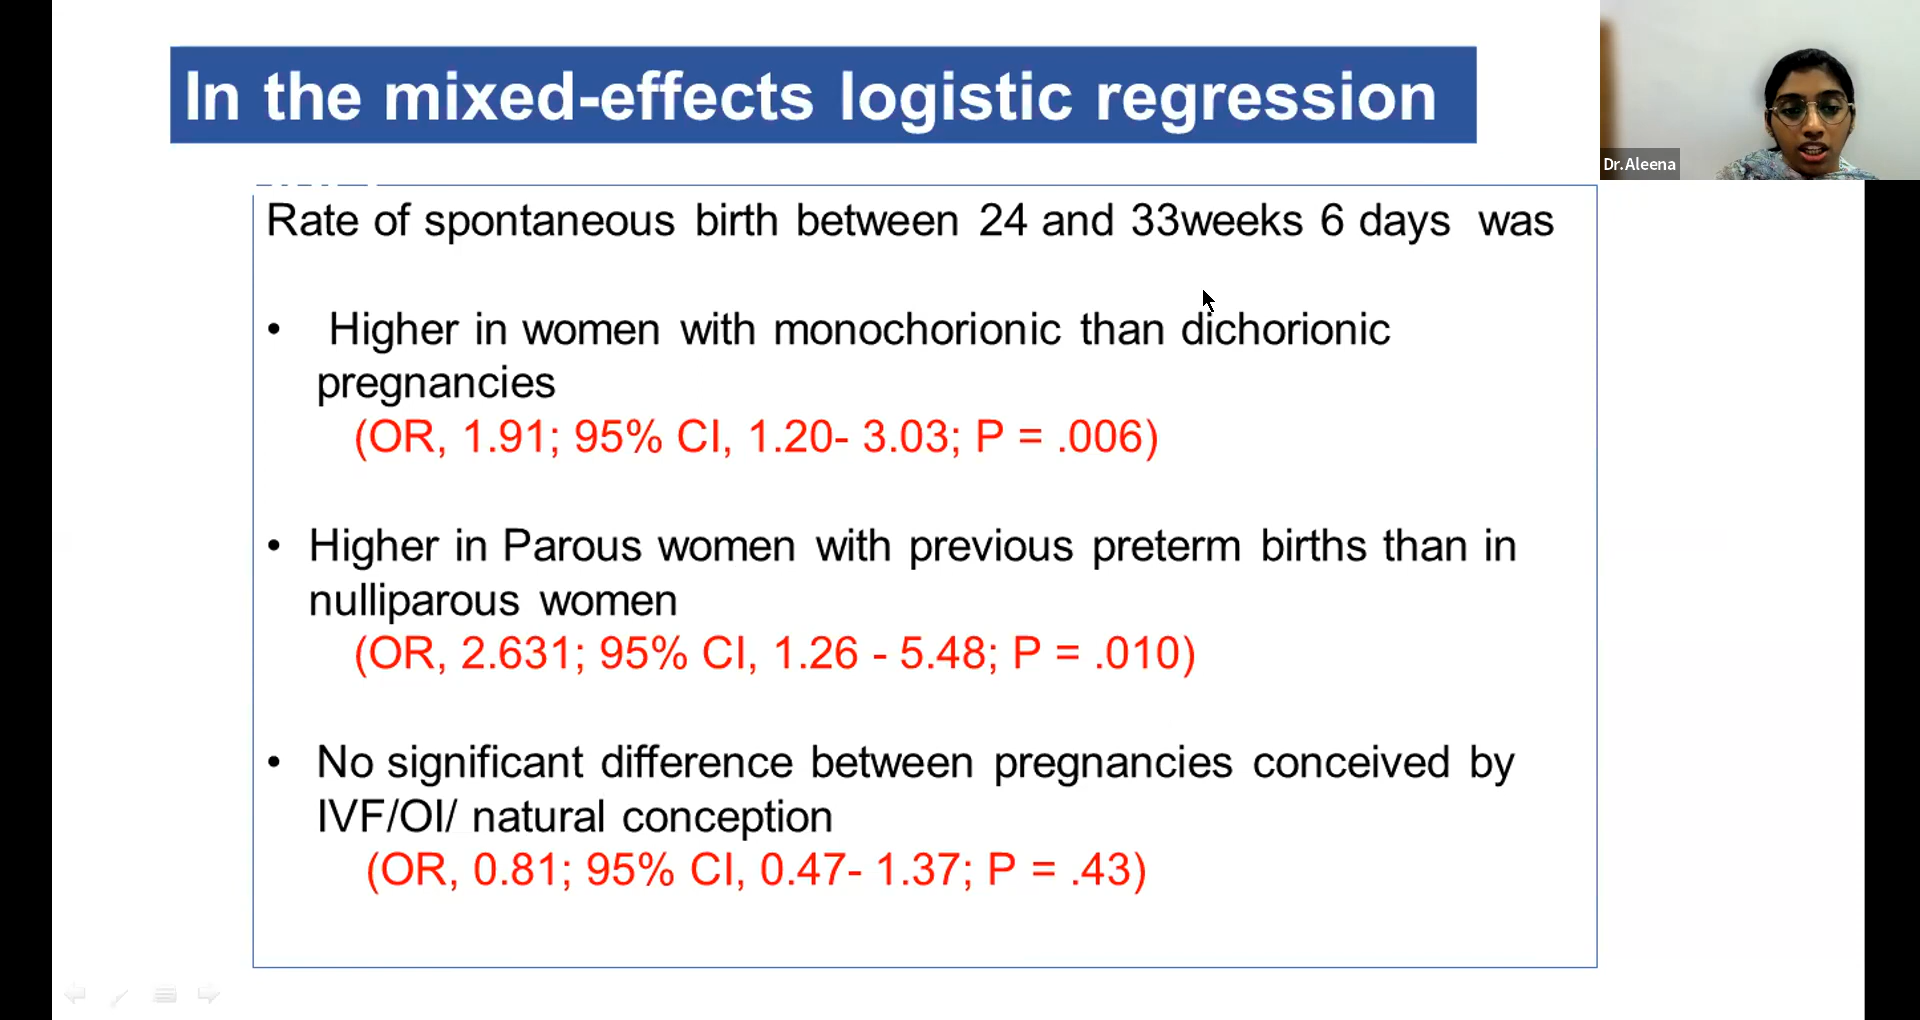 In the mixed-effects logistic regression
Dr.Aleena
Rate of spontaneous birth between 24 and 33weeks 6 days was
• Higher in women with monochorionic than dichorionic
pregnancies
(OR, 1.91; 95% CI, 1.20- 3.03; P = .006)
• Higher in Parous women with previous preterm births than in
nulliparous women
(OR, 2.631; 95% CI, 1.26 - 5.48; P = .010)
• No significant difference between pregnancies conceived by
IVF/OI/ natural conception
(OR, 0.81; 95% CI, 0.47- 1.37; P = .43)